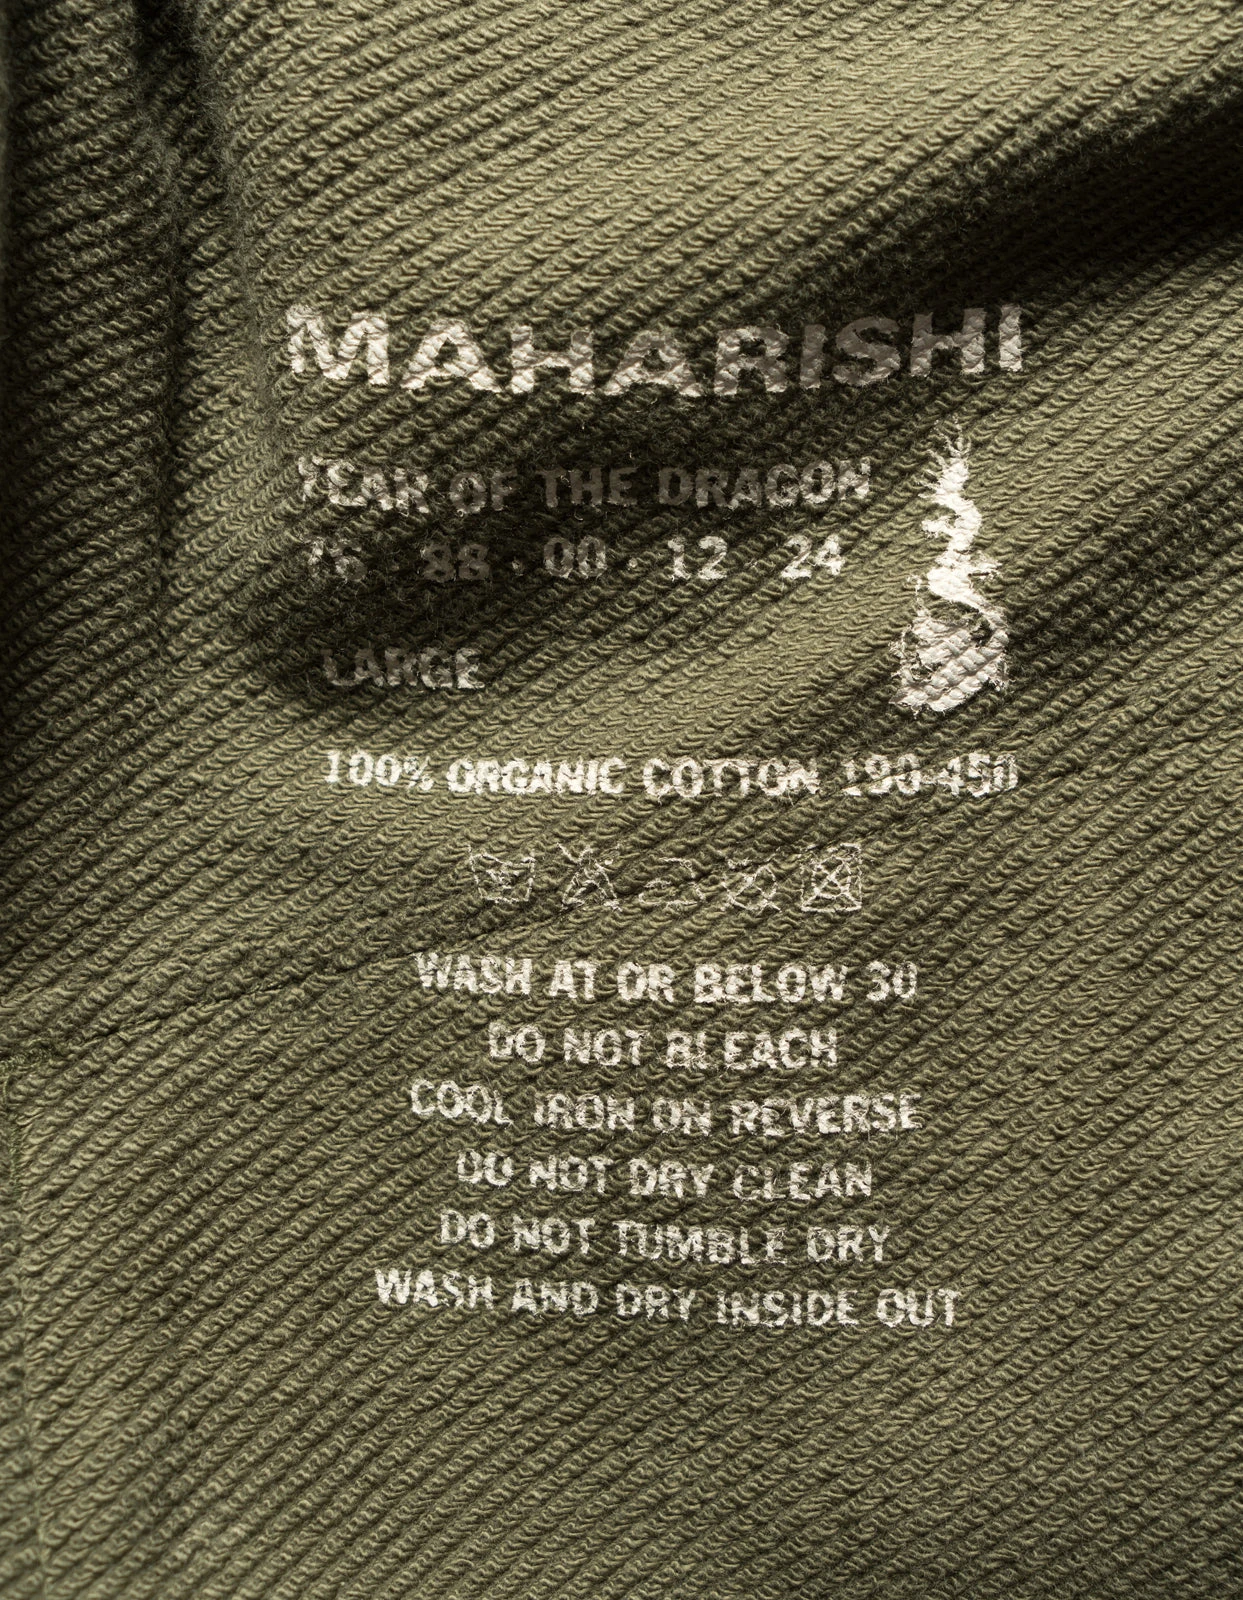 MAHARISHI
YEAR OF THE DRAGON
76 · 88 · 00 · 12 · 24
LARGE
100% ORGANIC COTTON 190-450
WASH AT OR BELOW 30
DO NOT BLEACH
COOL IRON ON REVERSE
DO NOT DRY CLEAN
DO NOT TUMBLE DRY
WASH AND DRY INSIDE OUT